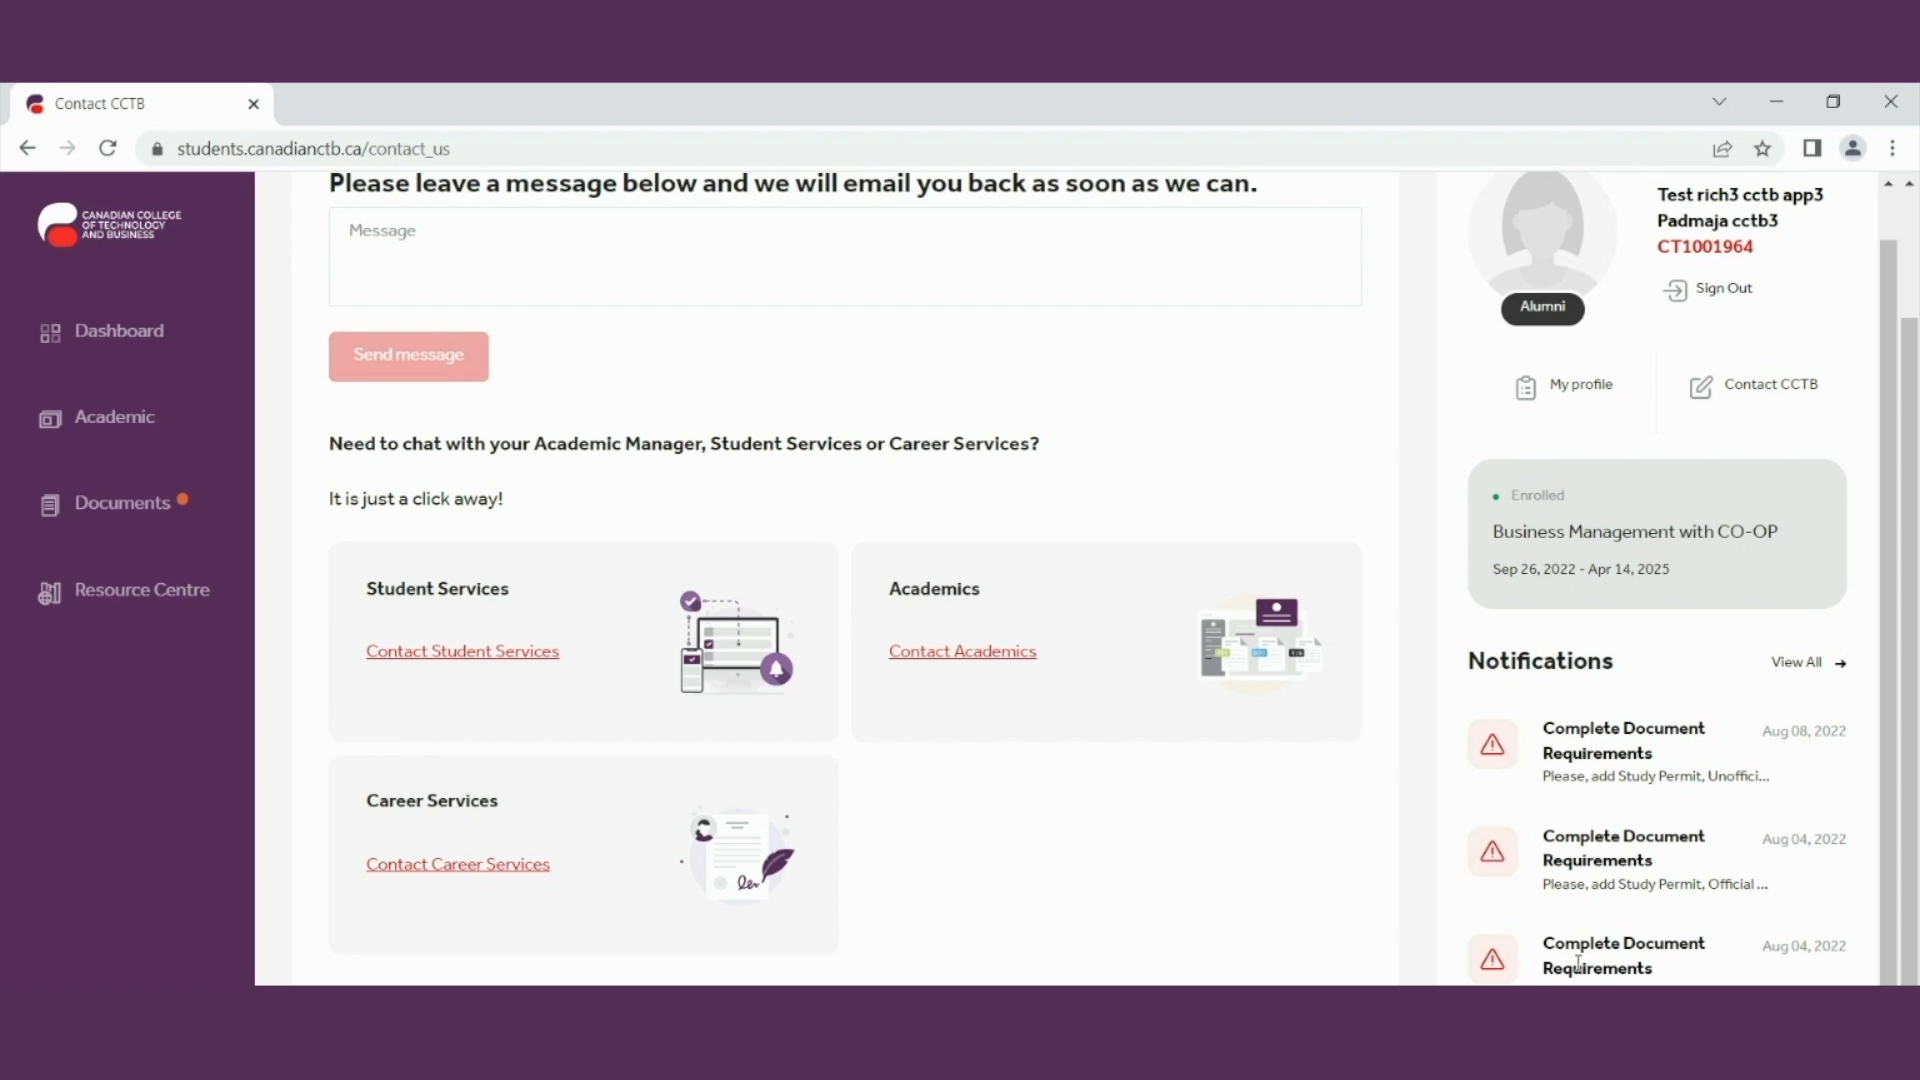 Contact CCTB
students.canadianctb.ca/contact_us
CANADIAN COLLEGE
OF TECHNOLOGY
AND BUSINESS
Dashboard
Academic
Documents
Resource Centre
Please leave a message below and we will email you back as soon as we can.
Message
Send message
Need to chat with your Academic Manager, Student Services or Career Services?
It is just a click away!
Student Services
Contact Student Services
Academics
Contact Academics
Career Services
Contact Career Services
Test rich3 cctb app3
Padmaja cctb3
CT1001964
Sign Out
Alumni
My profile
Contact CCTB
Enrolled
Business Management with CO-OP
Sep 26, 2022 - Apr 14, 2025
Notifications
View All
Complete Document
Requirements
Aug 08, 2022
Please, add Study Permit, Unoffici...
Complete Document
Requirements
Aug 04, 2022
Please, add Study Permit, Official ...
Complete Document
Requirements
Aug 04, 2022